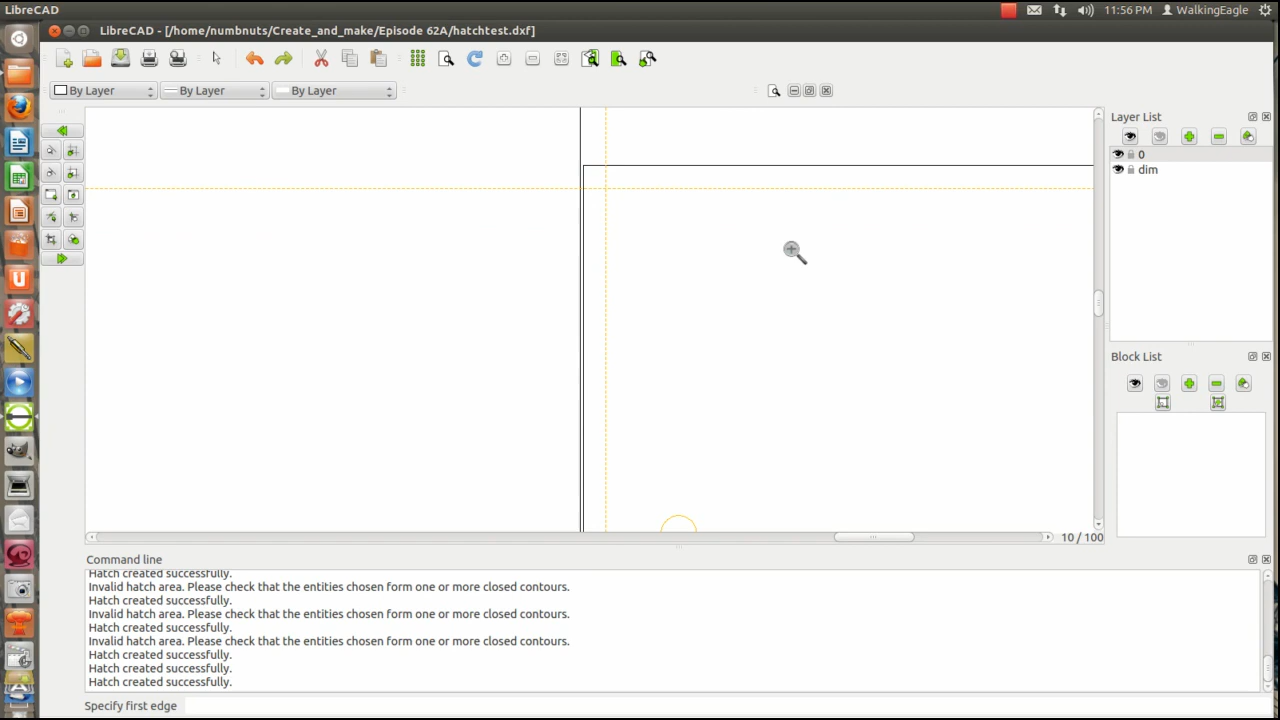 LibreCAD
11:56 PM
WalkingEagle
LibreCAD - [/home/numbnuts/Create_and_make/Episode 62A/hatchtest.dxf]
By Layer
By Layer
By Layer
Layer List
0
dim
Block List
10 / 100
Command line
Hatch created successfully.
Invalid hatch area. Please check that the entities chosen form one or more closed contours.
Hatch created successfully.
Invalid hatch area. Please check that the entities chosen form one or more closed contours.
Hatch created successfully.
Invalid hatch area. Please check that the entities chosen form one or more closed contours.
Hatch created successfully.
Hatch created successfully.
Hatch created successfully.
Specify first edge